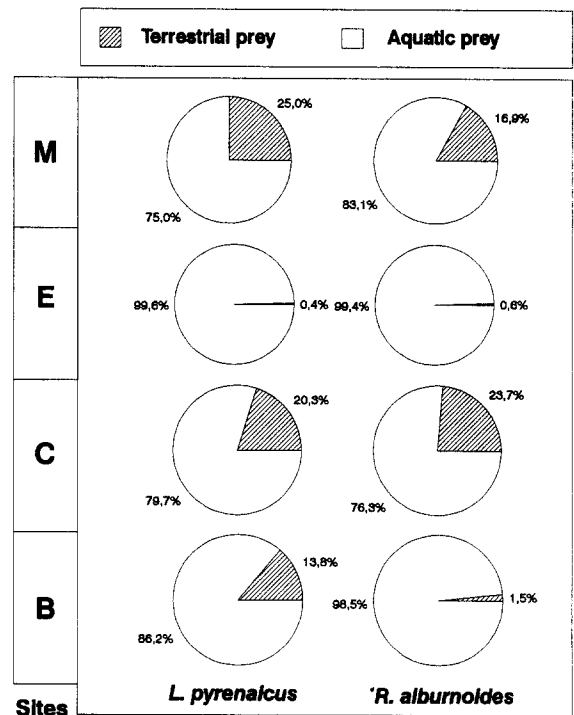 Terrestrial prey Aquatic prey
M
25,0%
75,0%
16,9%
83,1%
E
99,6%
0,4%
99,4%
0,6%
C
20,3%
79,7%
23,7%
76,3%
B
13,8%
86,2%
98,5%
1,5%
Sites
L. pyrenaicus
'R. alburnoides